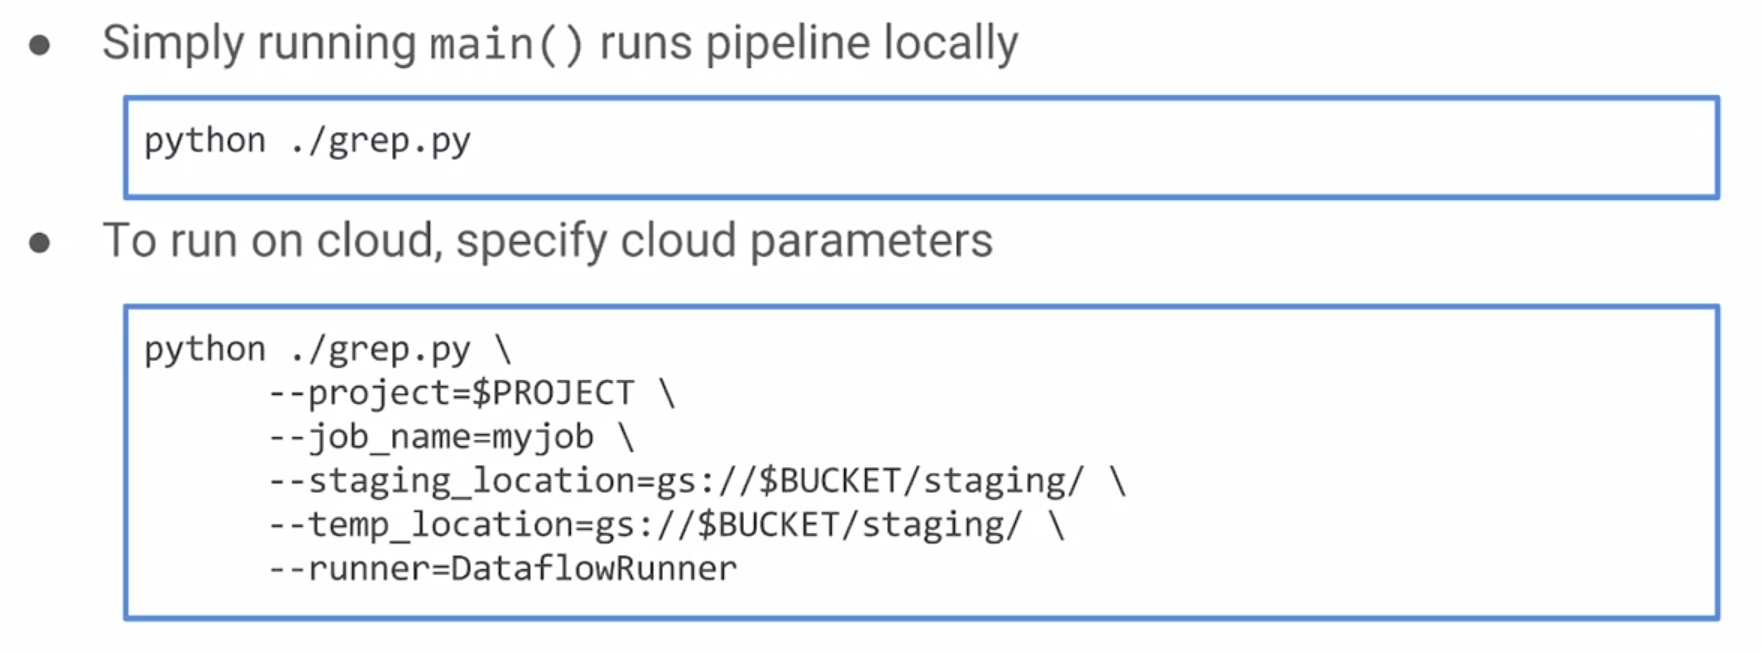 • Simply running main() runs pipeline locally
python ./grep.py
• To run on cloud, specify cloud parameters
python ./grep.py \
--project=$PROJECT \
--job_name=myjob \
--staging_location=gs://$BUCKET/staging/ \
--temp_location=gs://$BUCKET/staging/ \
--runner=DataflowRunner